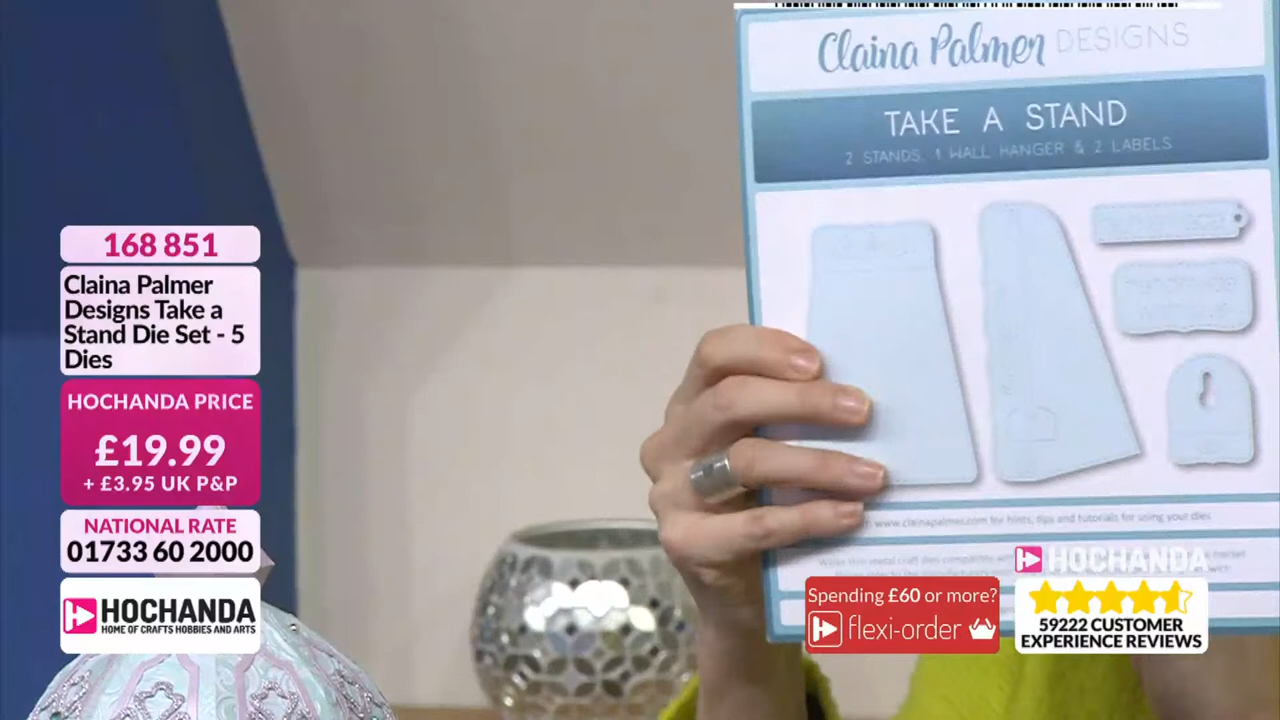 Claina Palmer DESIGNS
TAKE A STAND
2 STANDS, 1 WALL HANGER & 2 LABELS
www.clainapalmer.com for hints, tips and tutorials for using your dies
168 851
Claina Palmer
Designs Take a
Stand Die Set - 5
Dies
HOCHANDA PRICE
£19.99
+ £3.95 UK P&P
NATIONAL RATE
01733 60 2000
HOCHANDA
HOME OF CRAFTS HOBBIES AND ARTS
Spending £60 or more?
flexi-order
HOCHANDA
59222 CUSTOMER
EXPERIENCE REVIEWS